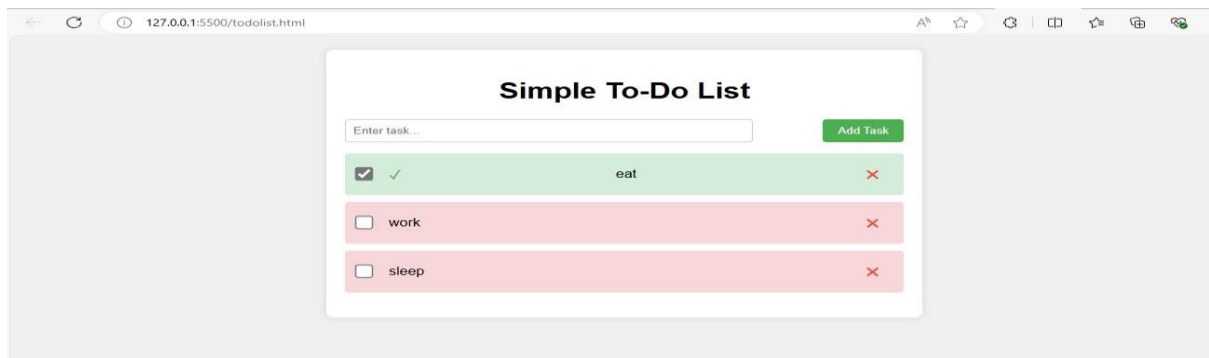 127.0.0.1:5500/todolist.html
Simple To-Do List
Enter task...
Add Task
✓ eat ✕
work ✕
sleep ✕